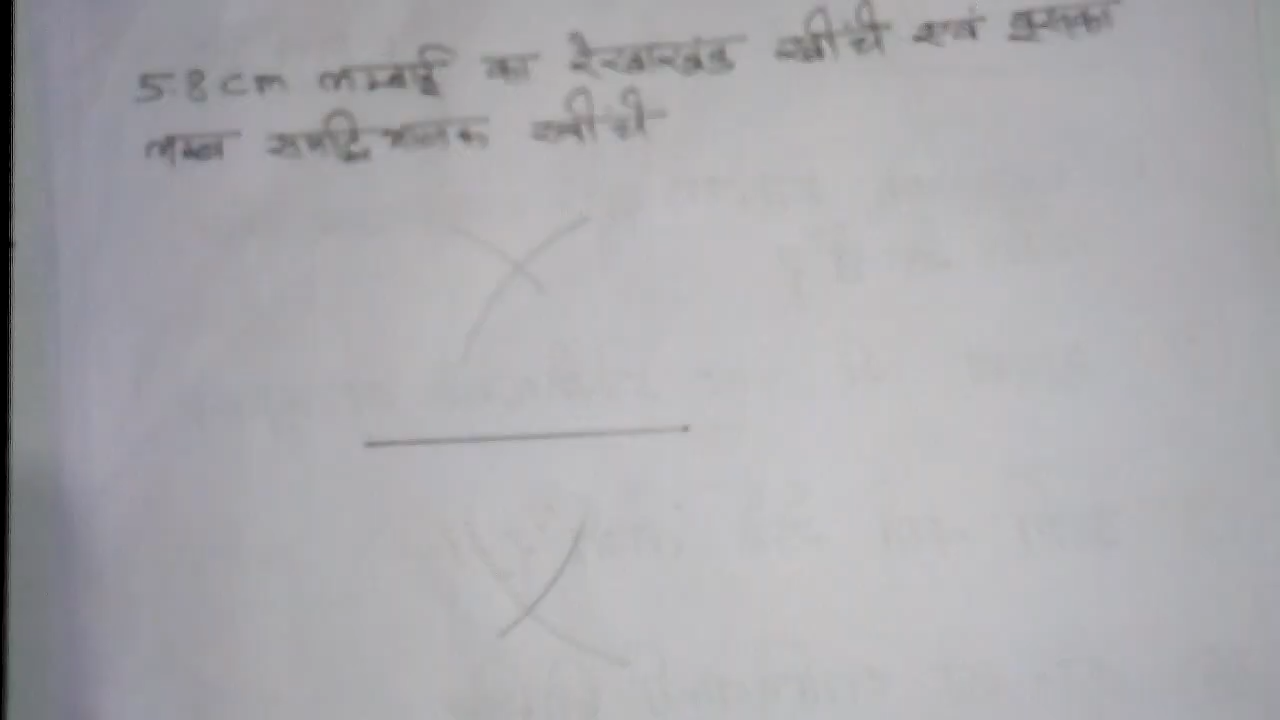 5.8cm लम्बाई का रेखाखंड खींचो एवं इसका
लम्ब समद्विभाजक खींचो